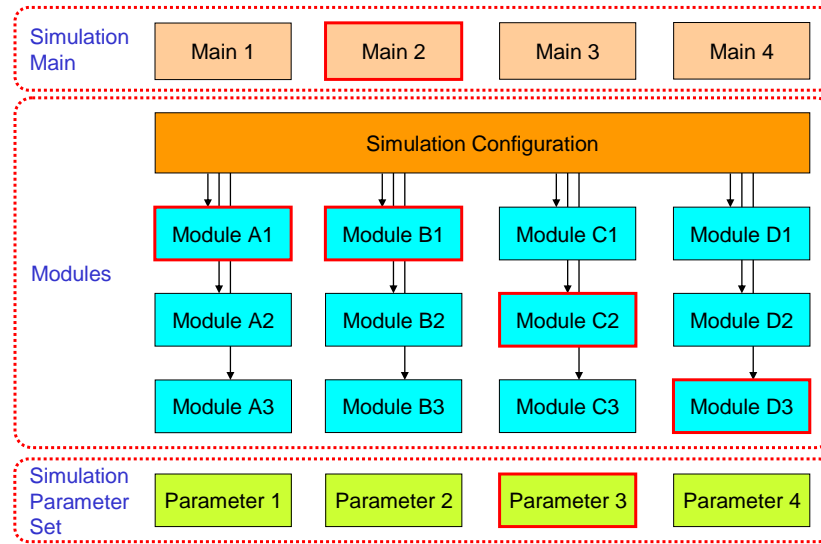 Simulation
Main
Main 1
Main 2
Main 3
Main 4
Simulation Configuration
Modules
Module A1
Module B1
Module C1
Module D1
Module A2
Module B2
Module C2
Module D2
Module A3
Module B3
Module C3
Module D3
Simulation
Parameter
Set
Parameter 1
Parameter 2
Parameter 3
Parameter 4